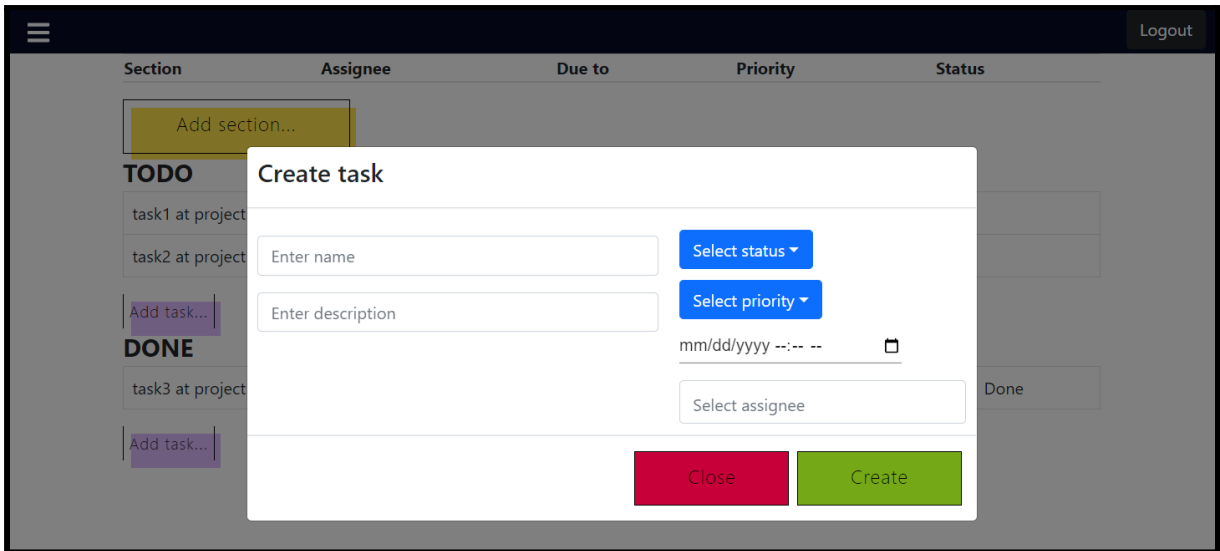 Logout
Section Assignee Due to Priority Status
Add section...
TODO
Create task
task1 at project
task2 at project
Enter name
Select status
Select priority
Enter description
Add task...
mm/dd/yyyy --:-- --
DONE
task3 at project
Done
Select assignee
Add task...
Close
Create